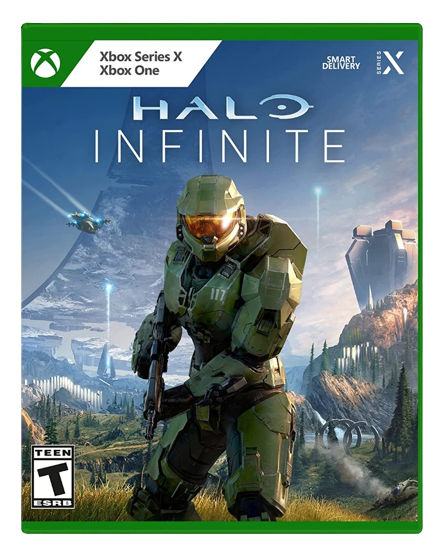 Xbox Series X
Xbox One
SMART
DELIVERY
SERIES X
HALO
INFINITE
117
TEEN
T
ESRB